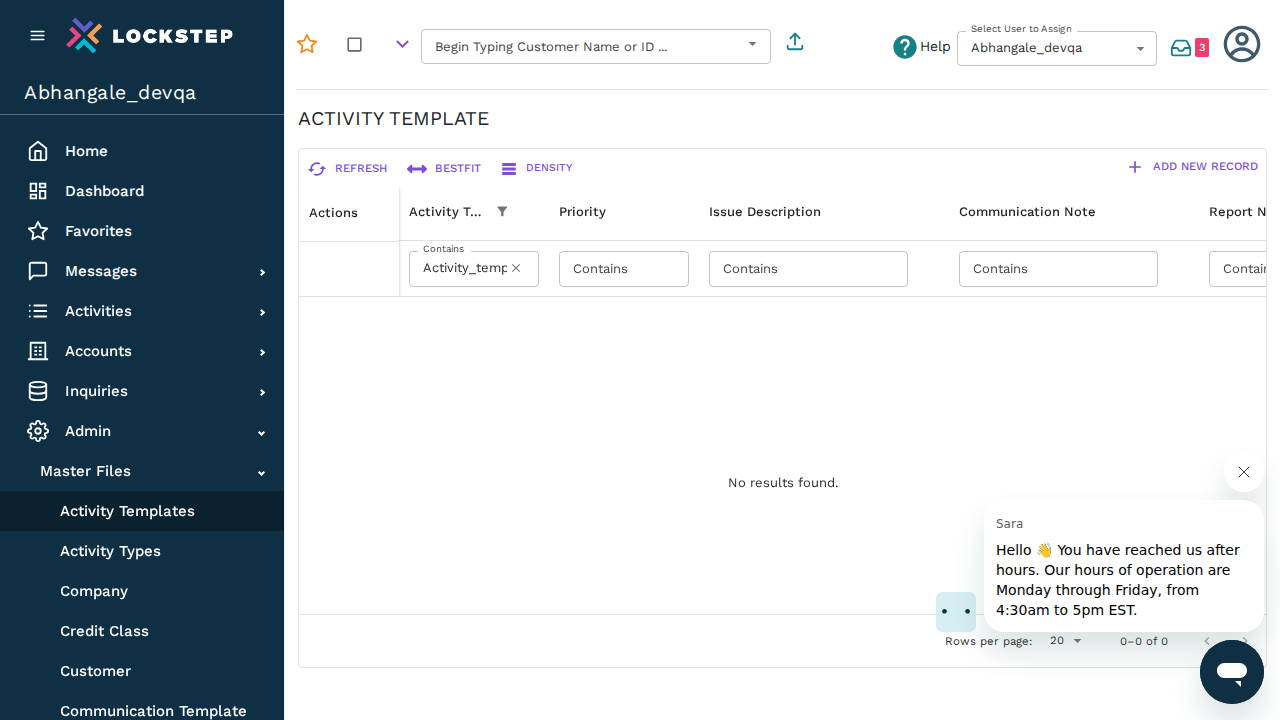 LOCKSTEP
Abhangale_devqa
Home
Dashboard
Favorites
Messages
Activities
Accounts
Inquiries
Admin
Master Files
Activity Templates
Activity Types
Company
Credit Class
Customer
Communication Template
Begin Typing Customer Name or ID ...
Help
Select User to Assign
Abhangale_devqa
3
ACTIVITY TEMPLATE
REFRESH
BESTFIT
DENSITY
ADD NEW RECORD
Actions
Activity T...
Priority
Issue Description
Communication Note
Report N
Contains
Activity_temp
Contains
Contains
Contains
Contain
No results found.
Sara
Hello 👋 You have reached us after
hours. Our hours of operation are
Monday through Friday, from
4:30am to 5pm EST.
Rows per page:
20
0–0 of 0